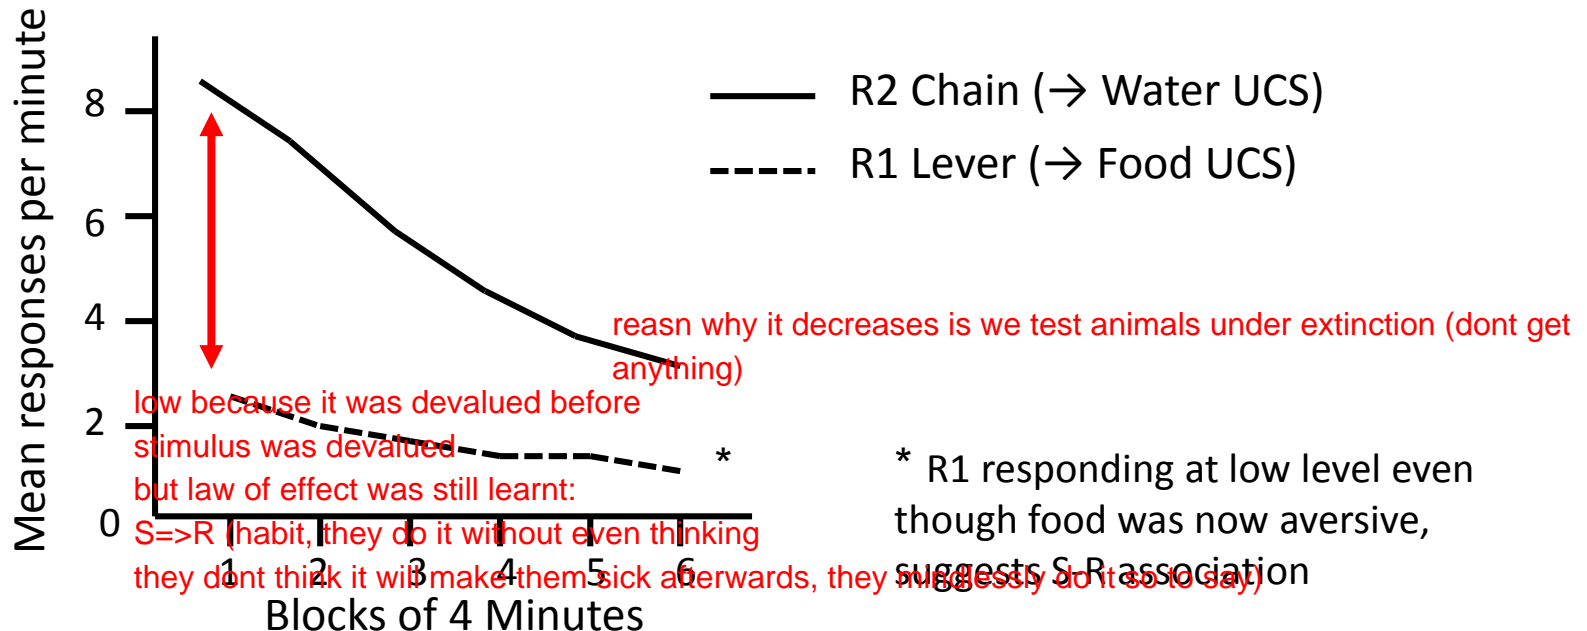 Mean responses per minute
8
6
4
2
0
1 2 3 4 5 6
Blocks of 4 Minutes
R2 Chain (→ Water UCS)
R1 Lever (→ Food UCS)
reasn why it decreases is we test animals under extinction (dont get
anything)
low because it was devalued before
stimulus was devalued
but law of effect was still learnt:
S=>R (habit, they do it without even thinking
they dont think it will make them sick afterwards, they mindlessly do it so to say)
*
* R1 responding at low level even
though food was now aversive,
suggests S-R association